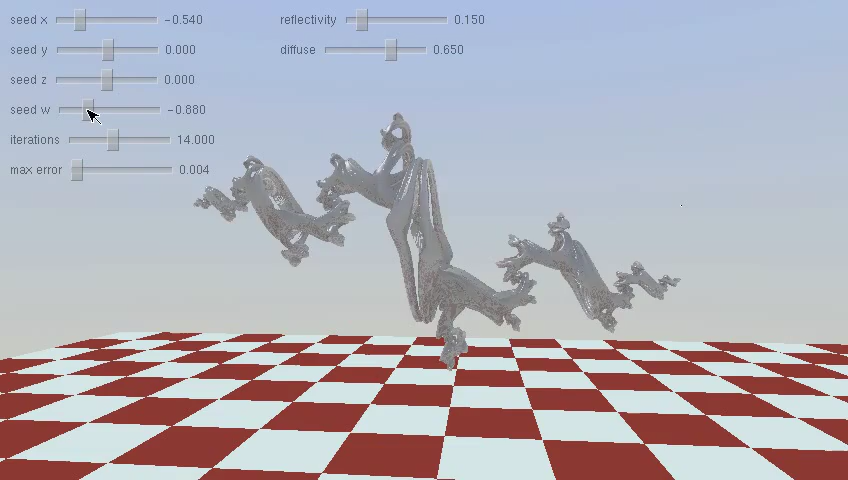 seed x −0.540 reflectivity 0.150
seed y 0.000 diffuse 0.650
seed z 0.000
seed w −0.880
iterations 14.000
max error 0.004